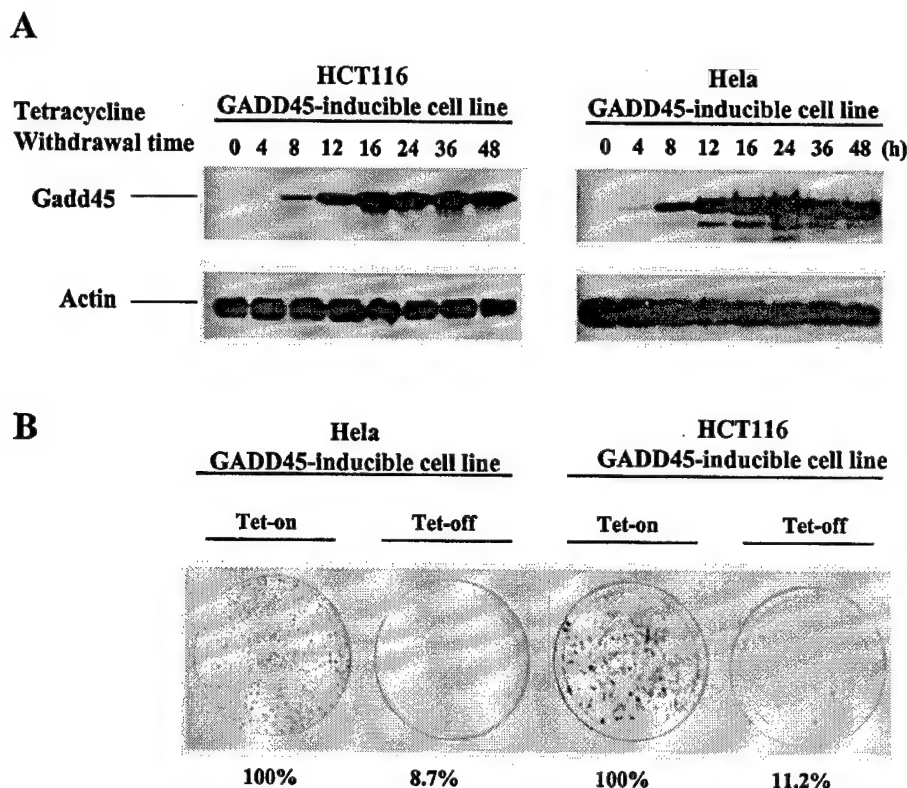 A
HCT116
GADD45-inducible cell line
Hela
GADD45-inducible cell line
Tetracycline
Withdrawal time
0 4 8 12 16 24 36 48
0 4 8 12 16 24 36 48 (h)
Gadd45
Actin
B
Hela
GADD45-inducible cell line
HCT116
GADD45-inducible cell line
Tet-on
Tet-off
Tet-on
Tet-off
100%
8.7%
100%
11.2%